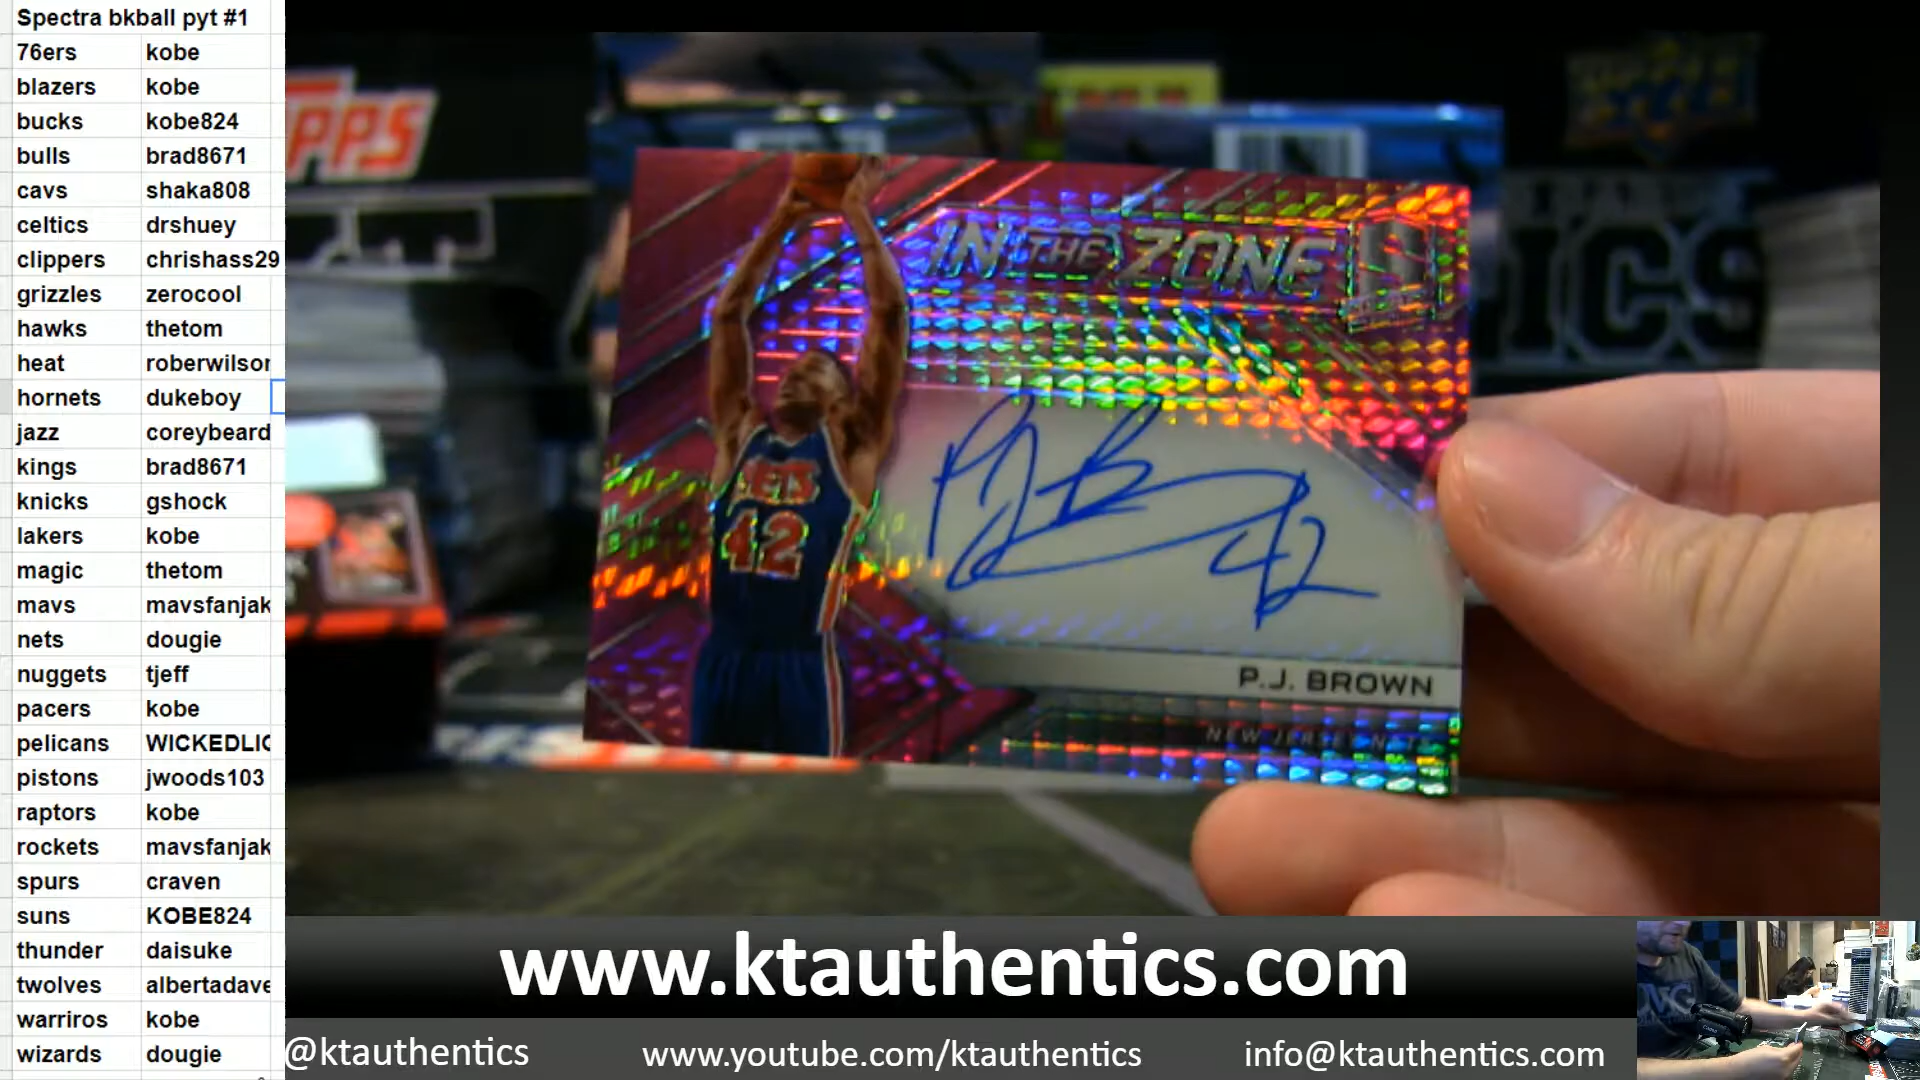 Spectra bkball pyt #1
76ers kobe
blazers kobe
bucks kobe824
bulls brad8671
cavs shaka808
celtics drshuey
clippers chrishass29
grizzles zerocool
hawks thetom
heat roberwilson
hornets dukeboy
jazz coreybeard
kings brad8671
knicks gshock
lakers kobe
magic thetom
mavs mavsfanjak
nets dougie
nuggets tjeff
pacers kobe
pelicans WICKEDLIC
pistons jwoods103
raptors kobe
rockets mavsfanjak
spurs craven
suns KOBE824
thunder daisuke
twolves albertadave
warriros kobe
wizards dougie
IN THE ZONE
NETS
42
42
P.J. BROWN
NEW JERSEY NETS
www.ktauthentics.com
@ktauthentics www.youtube.com/ktauthentics info@ktauthentics.com